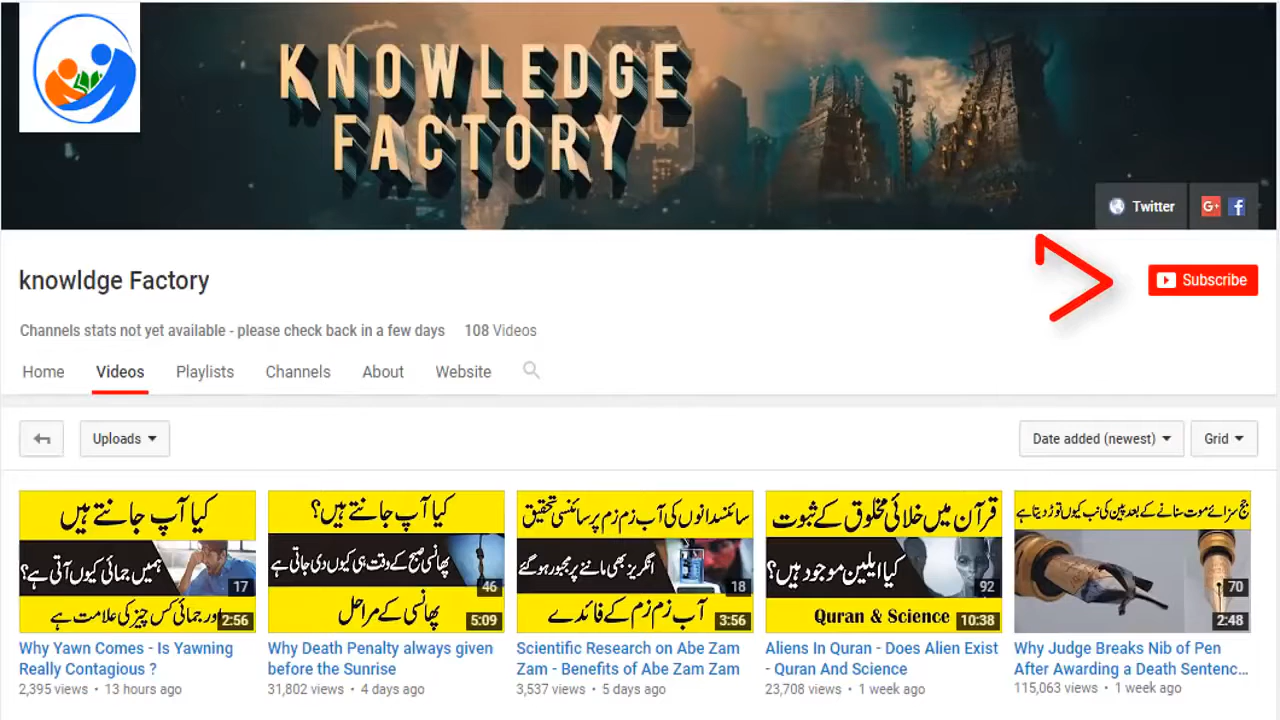 KNOWLEDGE
FACTORY
Twitter
G+ f
knowldge Factory
Subscribe
Channels stats not yet available - please check back in a few days 108 Videos
Home Videos Playlists Channels About Website
Uploads
Date added (newest) Grid
کیا آپ جانتے ہیں
ہمیں جمائی کیوں آتی ہے؟
17
اور جمائی کس چیز کی علامت ہے
2:56
Why Yawn Comes - Is Yawning
Really Contagious ?
2,395 views • 13 hours ago
کیا آپ جانتے ہیں؟
پھانسی صبح کے وقت ہی کیوں دی جاتی ہے
46
پھانسی کے مراحل
5:09
Why Death Penalty always given
before the Sunrise
31,802 views • 4 days ago
سائنسدانوں کی آب زم زم پر سائنسی تحقیق
انگریز بھی ماننے پر مجبور ہو گئے
18
آب زم زم کے فائدے
3:56
Scientific Research on Abe Zam
Zam - Benefits of Abe Zam Zam
3,537 views • 5 days ago
قرآن میں خلائی مخلوق کے ثبوت
کیا ایلین موجود ہیں؟
92
Quran & Science
10:38
Aliens In Quran - Does Alien Exist
- Quran And Science
23,708 views • 1 week ago
جج سزائے موت سنانے کے بعد پین کی نب کیوں توڑ دیتا ہے
70
2:48
Why Judge Breaks Nib of Pen
After Awarding a Death Sentenc...
115,063 views • 1 week ago